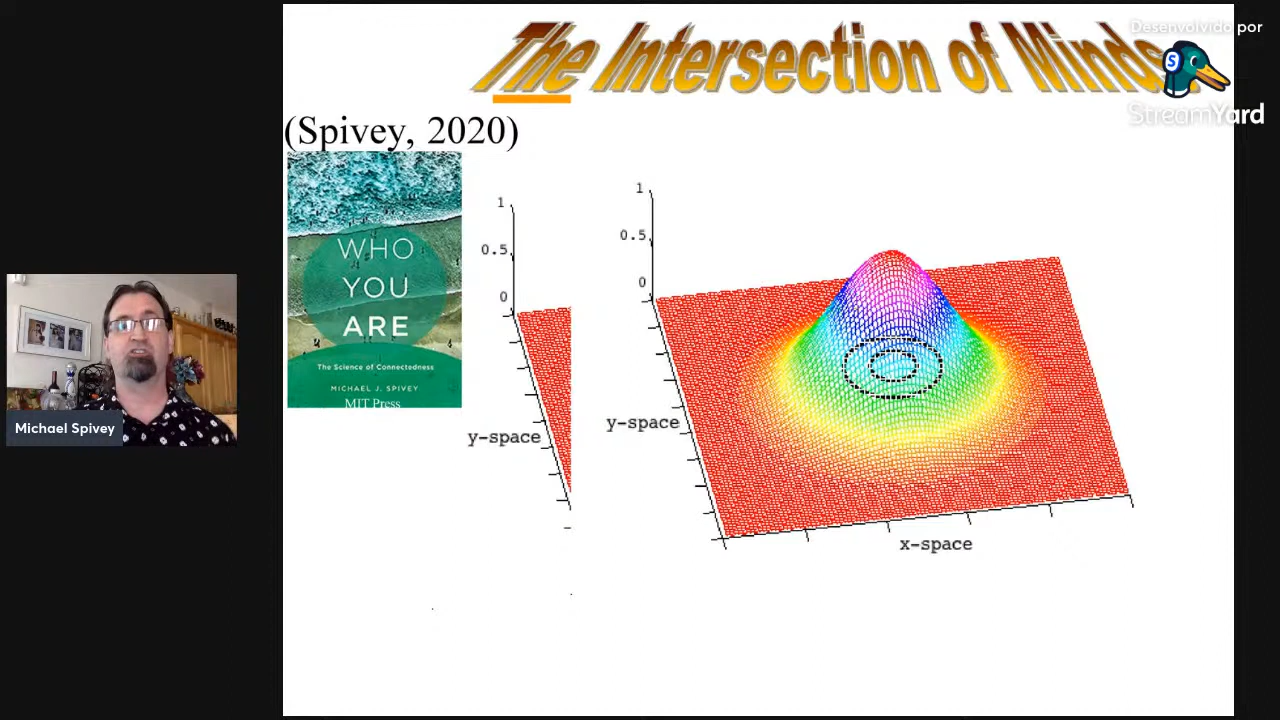 The Intersection of Minds
Desenvolvido por
S
StreamYard
(Spivey, 2020)
WHO
YOU
ARE
The Science of Connectedness
MICHAEL J. SPIVEY
MIT Press
1
0.5
0
y-space
1
0.5
0
y-space
x-space
Michael Spivey